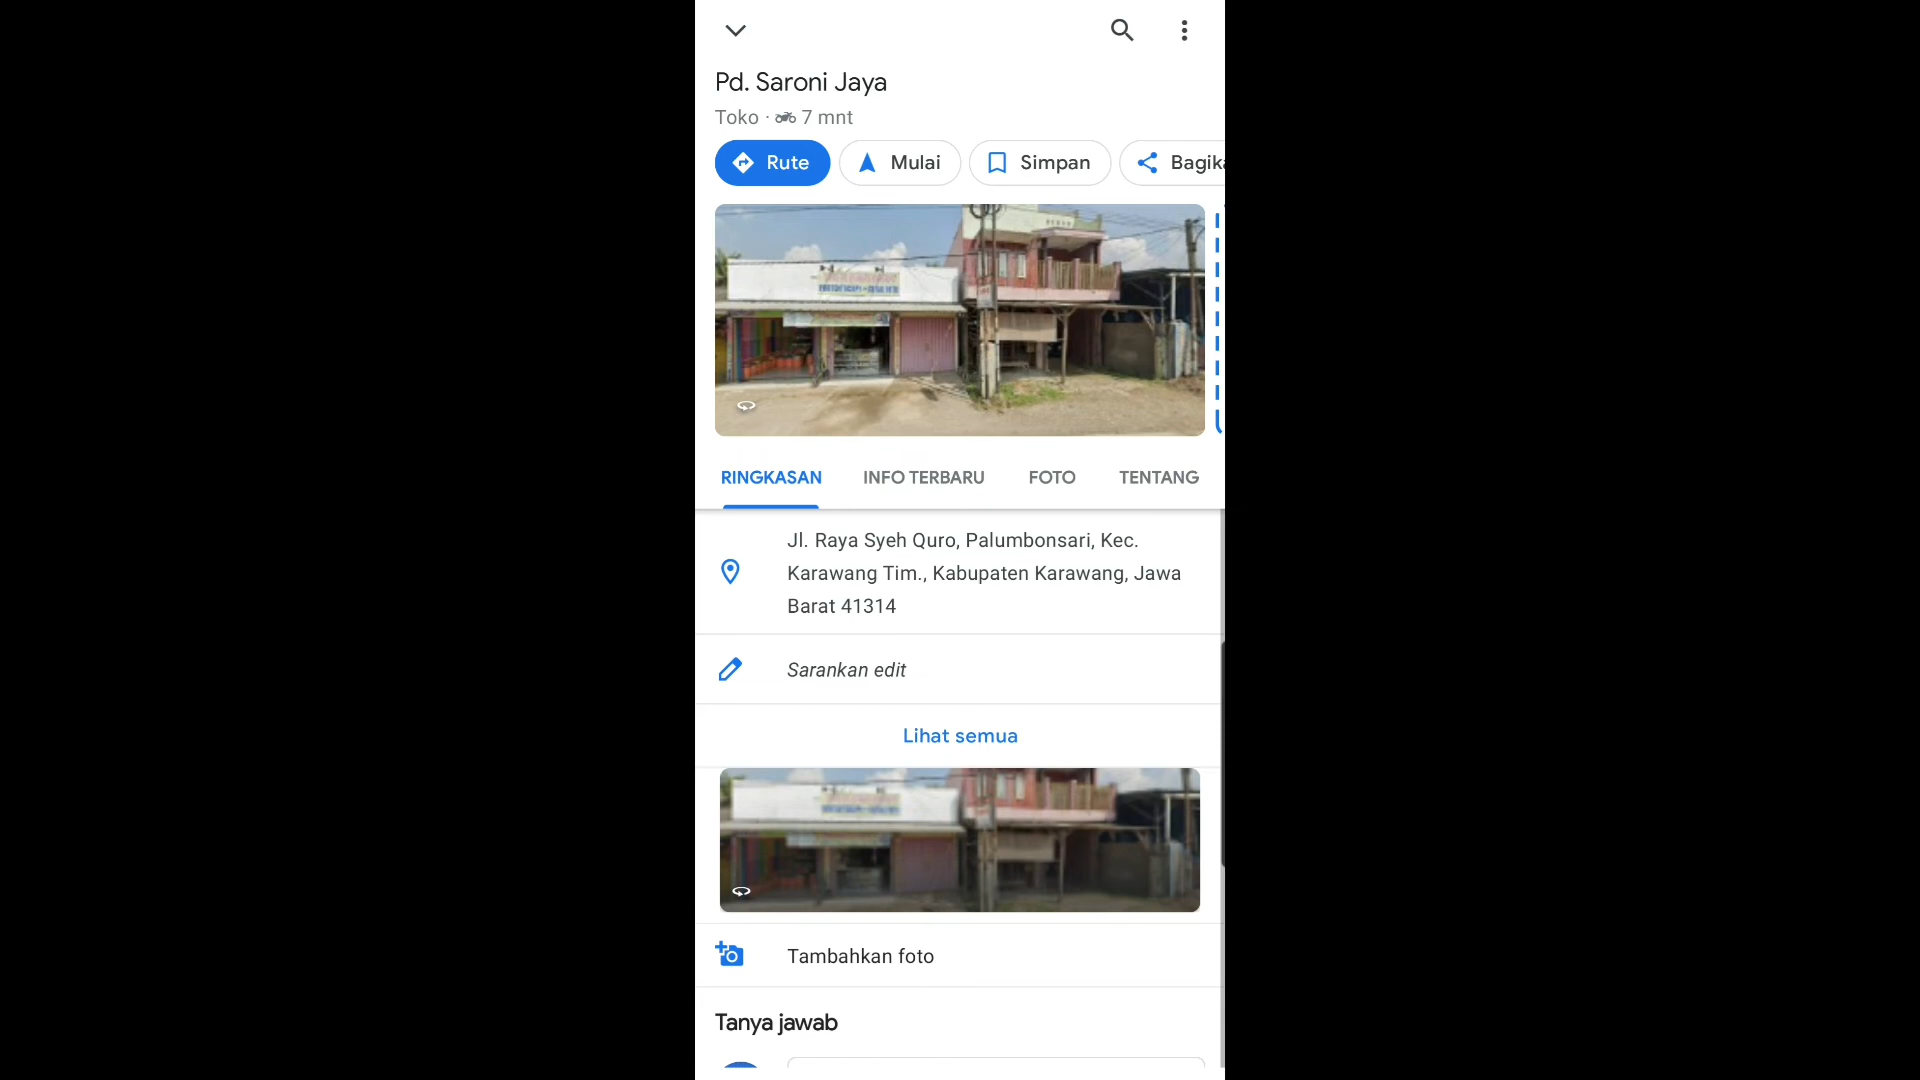 Pd. Saroni Jaya
Toko · 7 mnt
Rute
Mulai
Simpan
Bagika
RINGKASAN
INFO TERBARU
FOTO
TENTANG
Jl. Raya Syeh Quro, Palumbonsari, Kec.
Karawang Tim., Kabupaten Karawang, Jawa
Barat 41314
Sarankan edit
Lihat semua
Tambahkan foto
Tanya jawab